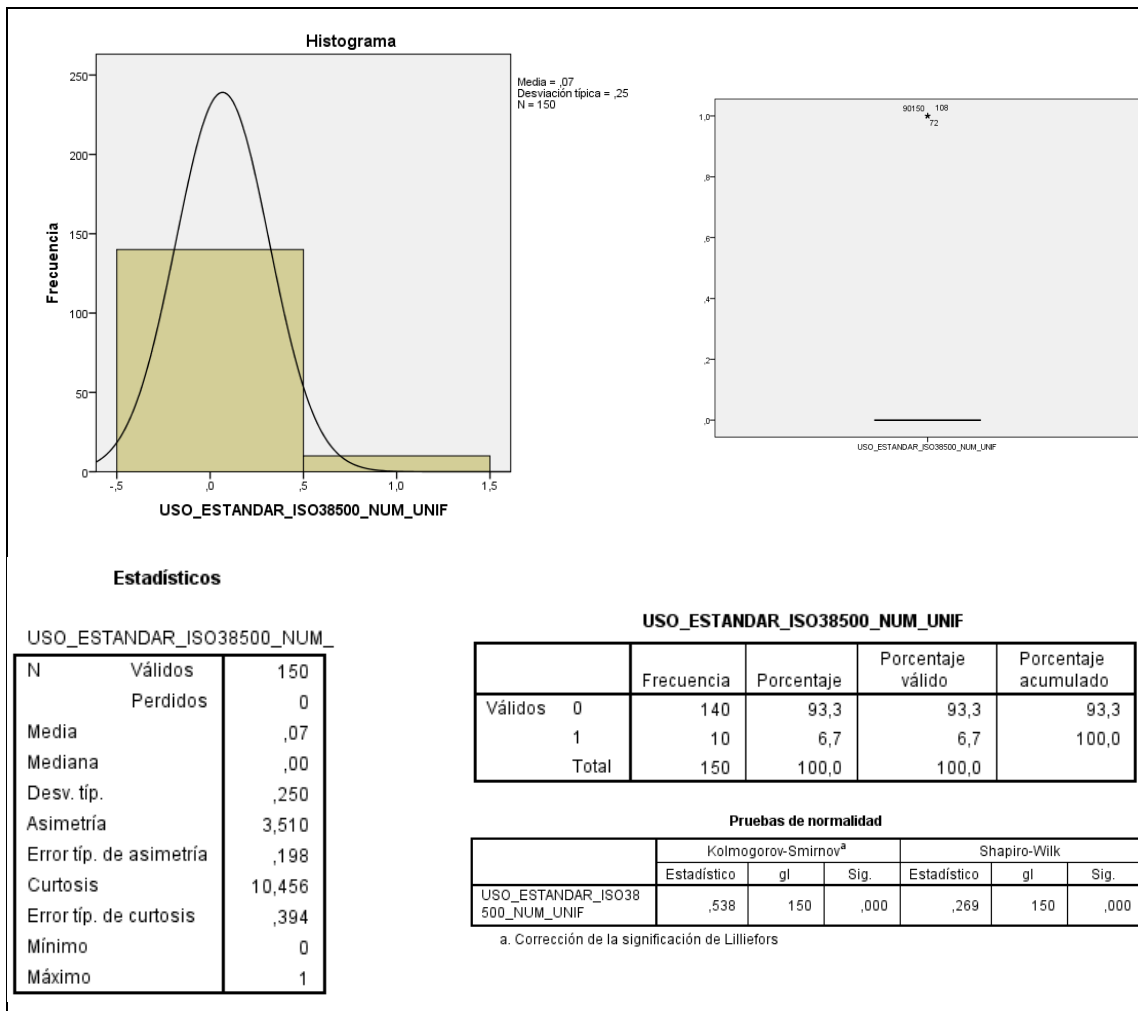 Histograma
Media = ,07
Desviación típica = ,25
N = 150
Frecuencia
250
200
150
100
50
0
-,5 ,0 ,5 1,0 1,5
USO_ESTANDAR_ISO38500_NUM_UNIF
90150 108
72
1,0
,8
,6
,4
,2
,0
USO_ESTANDAR_ISO38500_NUM_UNIF
Estadísticos
USO_ESTANDAR_ISO38500_NUM_
N Válidos 150
Perdidos 0
Media ,07
Mediana ,00
Desv. típ. ,250
Asimetría 3,510
Error típ. de asimetría ,198
Curtosis 10,456
Error típ. de curtosis ,394
Mínimo 0
Máximo 1
USO_ESTANDAR_ISO38500_NUM_UNIF
Frecuencia Porcentaje Porcentaje válido Porcentaje acumulado
Válidos 0 140 93,3 93,3 93,3
1 10 6,7 6,7 100,0
Total 150 100,0 100,0
Pruebas de normalidad
Kolmogorov-Smirnov^a Shapiro-Wilk
Estadístico gl Sig. Estadístico gl Sig.
USO_ESTANDAR_ISO38
500_NUM_UNIF ,538 150 ,000 ,269 150 ,000
a. Corrección de la significación de Lilliefors